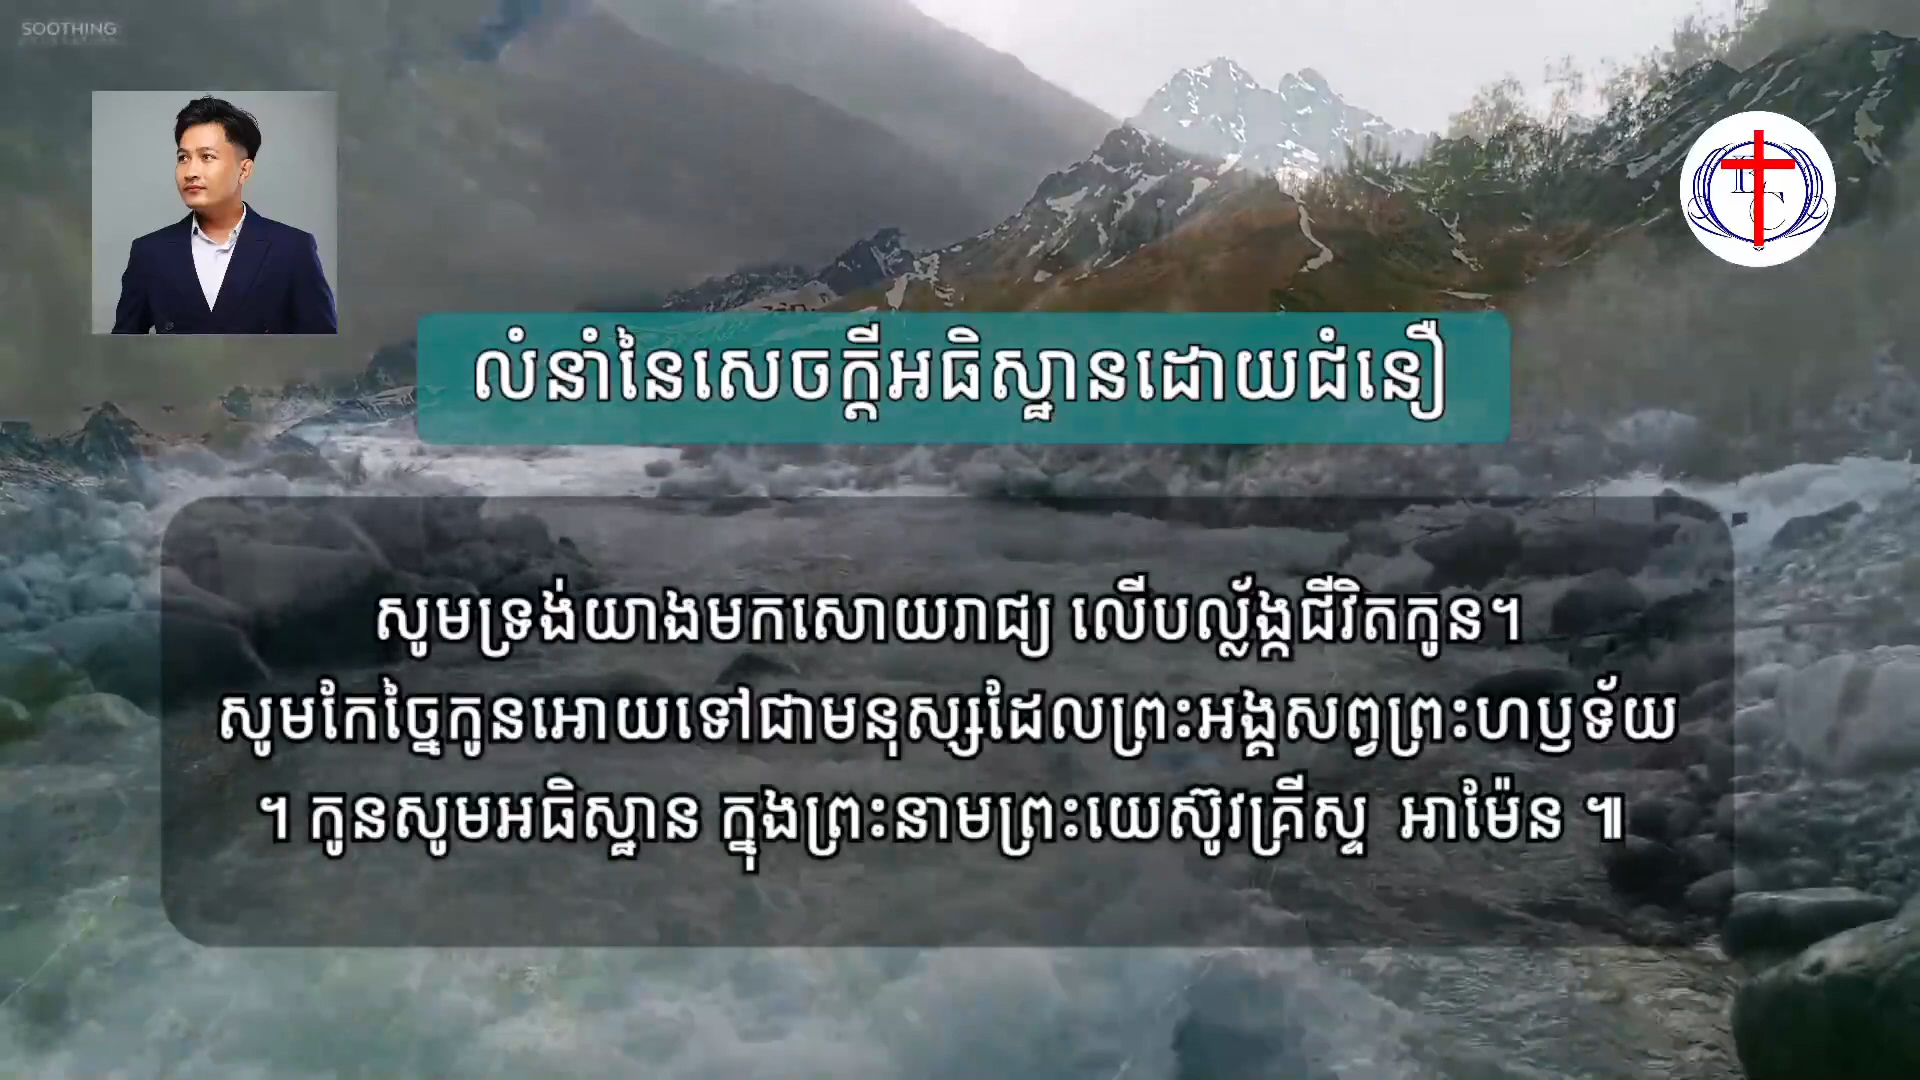 SOOTHING
លំនាំនៃសេចក្ដីអធិស្ឋានដោយជំនឿ
សូមទ្រង់យាងមកសោយរាជ្យ លើបល្ល័ង្កជីវិតកូន។
សូមកែច្នៃកូនអោយទៅជាមនុស្សដែលព្រះអង្គសព្វព្រះហឫទ័យ
។ កូនសូមអធិស្ឋាន ក្នុងព្រះនាមព្រះយេស៊ូវគ្រីស្ទ អាម៉ែន ៕